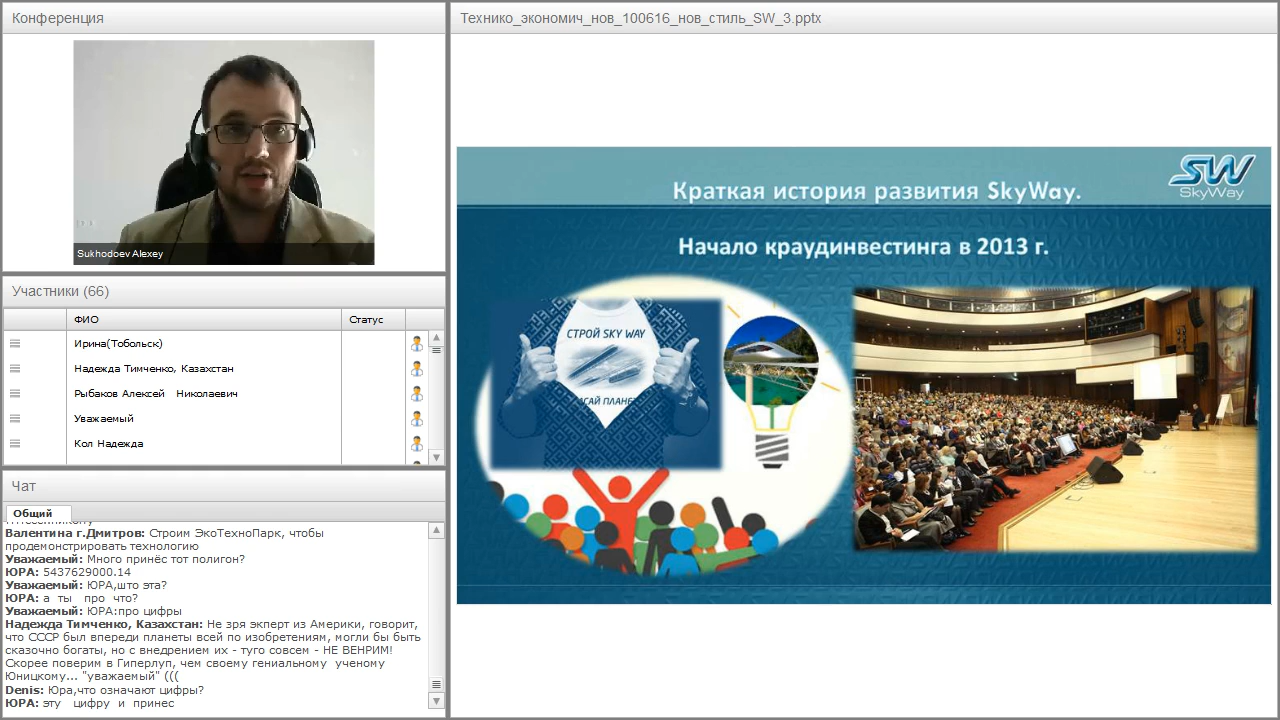 Конференция
Sukhodoev Alexey
Участники (66)
ФИО
Статус
Ирина(Тобольск)
Надежда Тимченко, Казахстан
Рыбаков Алексей Николаевич
Уважаемый
Кол Надежда
Чат
Общий
Валентина г.Дмитров: Строим ЭкоТехноПарк, чтобы
продемонстрировать технологию
Уважаемый: Много принёс тот полигон?
ЮРА: 5437629000,14
Уважаемый: ЮРА,што эта?
ЮРА: а ты про что?
Уважаемый: ЮРА:про цифры
Надежда Тимченко, Казахстан: Не зря экперт из Америки, говорит,
что СССР был впереди планеты всей по изобретениям, могли бы быть
сказочно богаты, но с внедрением их - туго совсем - НЕ ВЕНРИМ!
Скорее поверим в Гиперлуп, чем своему гениальному ученому
Юницкому... "уважаемый" (((
Denis: Юра,что означают цифры?
ЮРА: эту цифру и принёт
Технико_экономич_нов_100616_нов_стиль_SW_3.pptx
SW
SkyWay
Краткая история развития SkyWay.
Начало краудинвестинга в 2013 г.
СТРОЙ SKY WAY